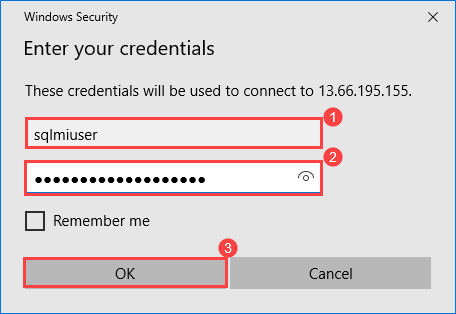 Windows Security
Enter your credentials
These credentials will be used to connect to 13.66.195.155.
1
sqlmiuser
2
●●●●●●●●●●●●●●●●●●●
Remember me
3
OK
Cancel